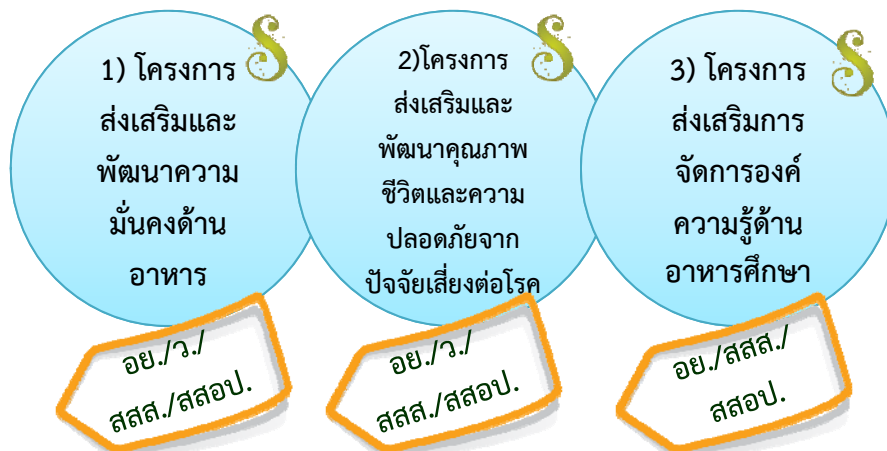 1) โครงการ
ส่งเสริมและ
พัฒนาความ
มั่นคงด้าน
อาหาร
2)โครงการ
ส่งเสริมและ
พัฒนาคุณภาพ
ชีวิตและความ
ปลอดภัยจาก
ปัจจัยเสี่ยงต่อโรค
3) โครงการ
ส่งเสริมการ
จัดการองค์
ความรู้ด้าน
อาหารศึกษา
อย./ว./
สสส./สสอป.
อย./ว./
สสส./สสอป.
อย./สสส./
สสอป.